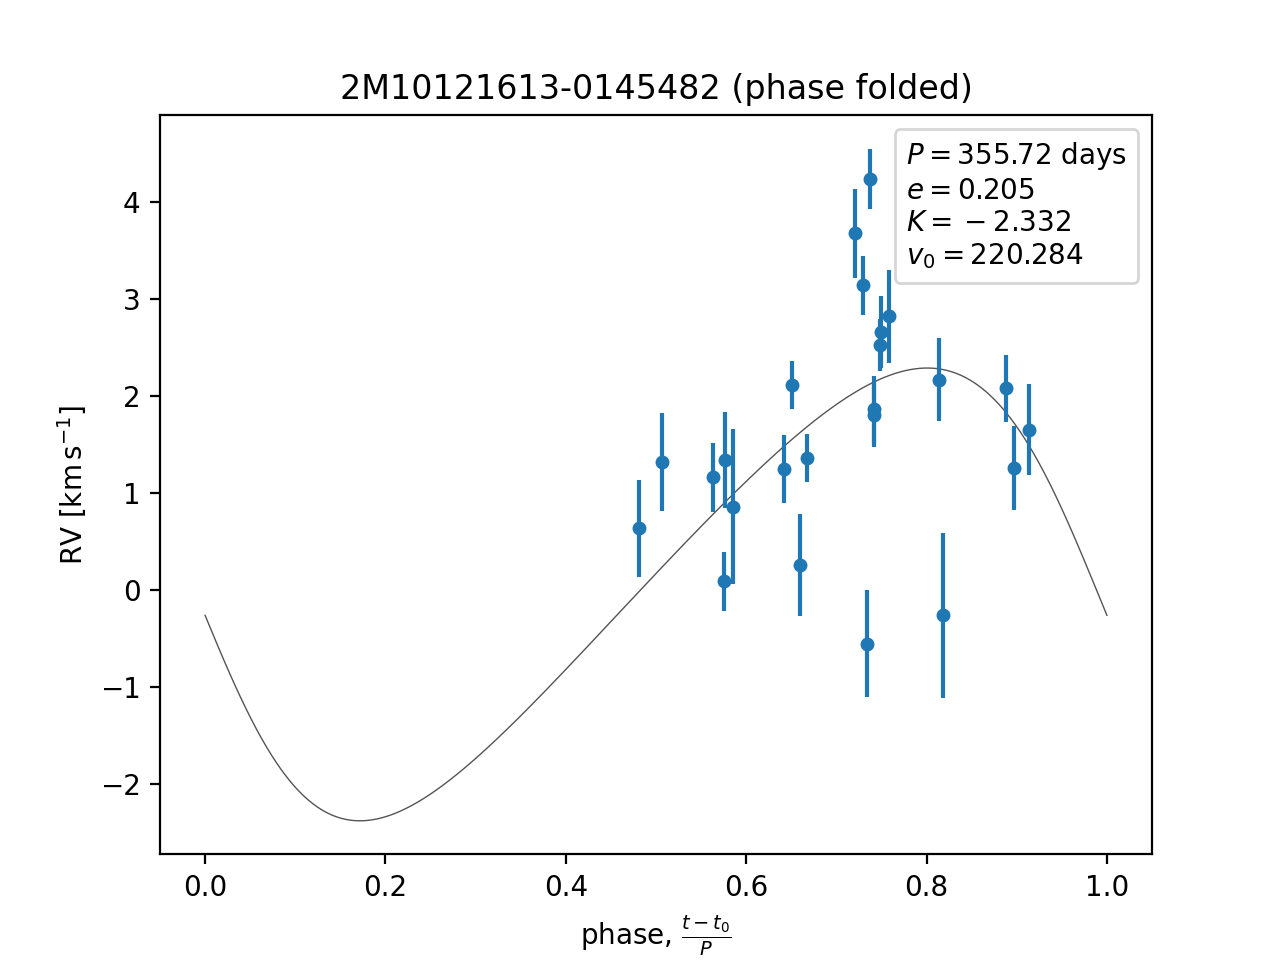 2M10121613-0145482 (phase folded)
P = 355.72 days
e = 0.205
K = −2.332
v₀ = 220.284
RV [km s⁻¹]
4
3
2
1
0
−1
−2
0.0 0.2 0.4 0.6 0.8 1.0
phase, (t − t₀)/P